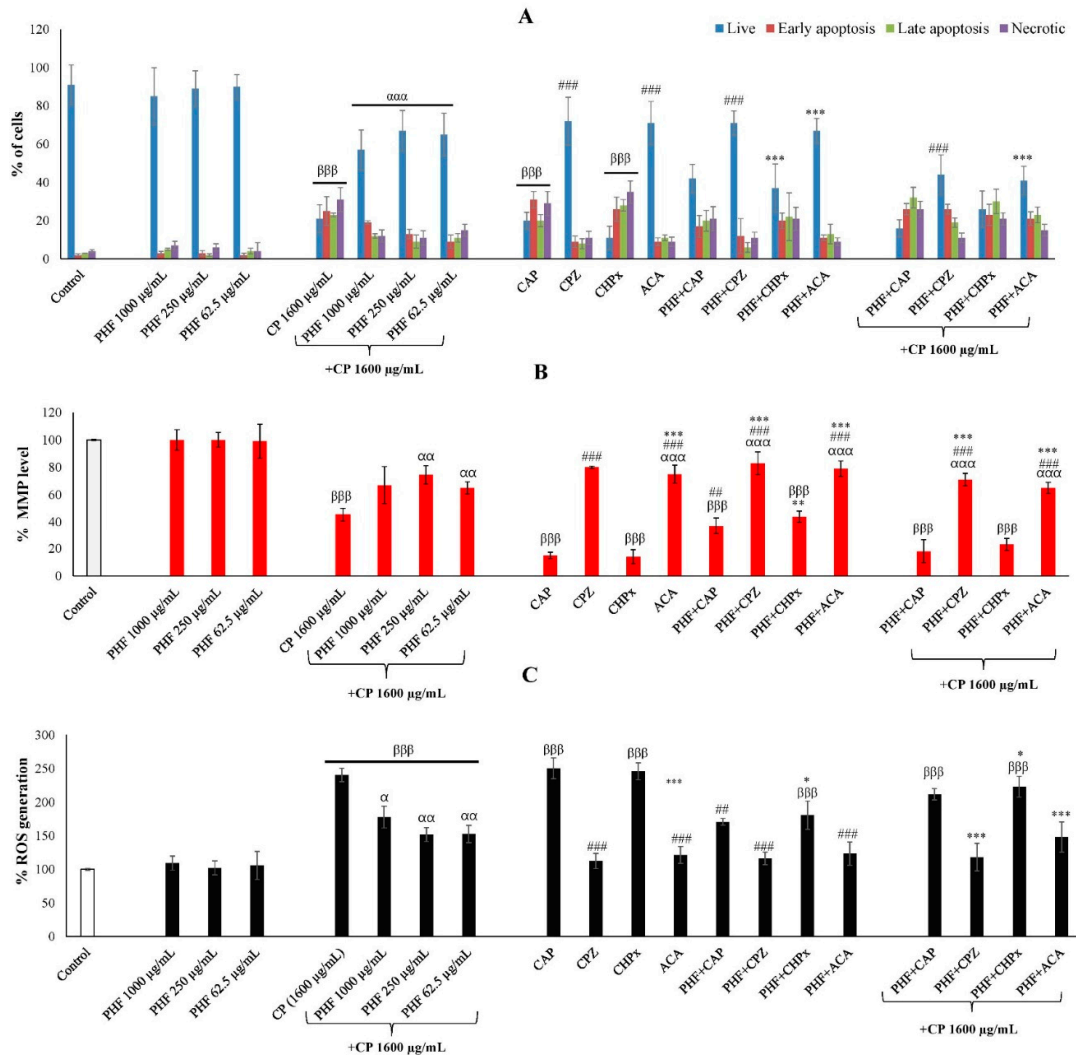 A
Live Early apoptosis Late apoptosis Necrotic
% of cells
120
100
80
60
40
20
0
βββ
ααα
βββ
###
βββ
###
###
***
***
###
***
Control
PHF 1000 µg/mL
PHF 250 µg/mL
PHF 62.5 µg/mL
CP 1600 µg/mL
PHF 1000 µg/mL
PHF 250 µg/mL
PHF 62.5 µg/mL
+CP 1600 µg/mL
CAP
CPZ
CHPx
ACA
PHF+CAP
PHF+CPZ
PHF+CHPx
PHF+ACA
PHF+CAP
PHF+CPZ
PHF+CHPx
PHF+ACA
+CP 1600 µg/mL
B
% MMP level
120
100
80
60
40
20
0
βββ
αα
αα
βββ
###
βββ
***
###
ααα
##
βββ
***
###
ααα
βββ
**
***
###
ααα
βββ
***
###
ααα
βββ
***
###
ααα
Control
PHF 1000 µg/mL
PHF 250 µg/mL
PHF 62.5 µg/mL
CP 1600 µg/mL
PHF 1000 µg/mL
PHF 250 µg/mL
PHF 62.5 µg/mL
+CP 1600 µg/mL
CAP
CPZ
CHPx
ACA
PHF+CAP
PHF+CPZ
PHF+CHPx
PHF+ACA
PHF+CAP
PHF+CPZ
PHF+CHPx
PHF+ACA
+CP 1600 µg/mL
C
% ROS generation
300
250
200
150
100
50
0
βββ
α
αα
αα
βββ
###
βββ
***
###
##
###
*
βββ
###
βββ
***
*
βββ
***
Control
PHF 1000 µg/mL
PHF 250 µg/mL
PHF 62.5 µg/mL
CP (1600 µg/mL)
PHF 1000 µg/mL
PHF 250 µg/mL
PHF 62.5 µg/mL
+CP 1600 µg/mL
CAP
CPZ
CHPx
ACA
PHF+CAP
PHF+CPZ
PHF+CHPx
PHF+ACA
PHF+CAP
PHF+CPZ
PHF+CHPx
PHF+ACA
+CP 1600 µg/mL